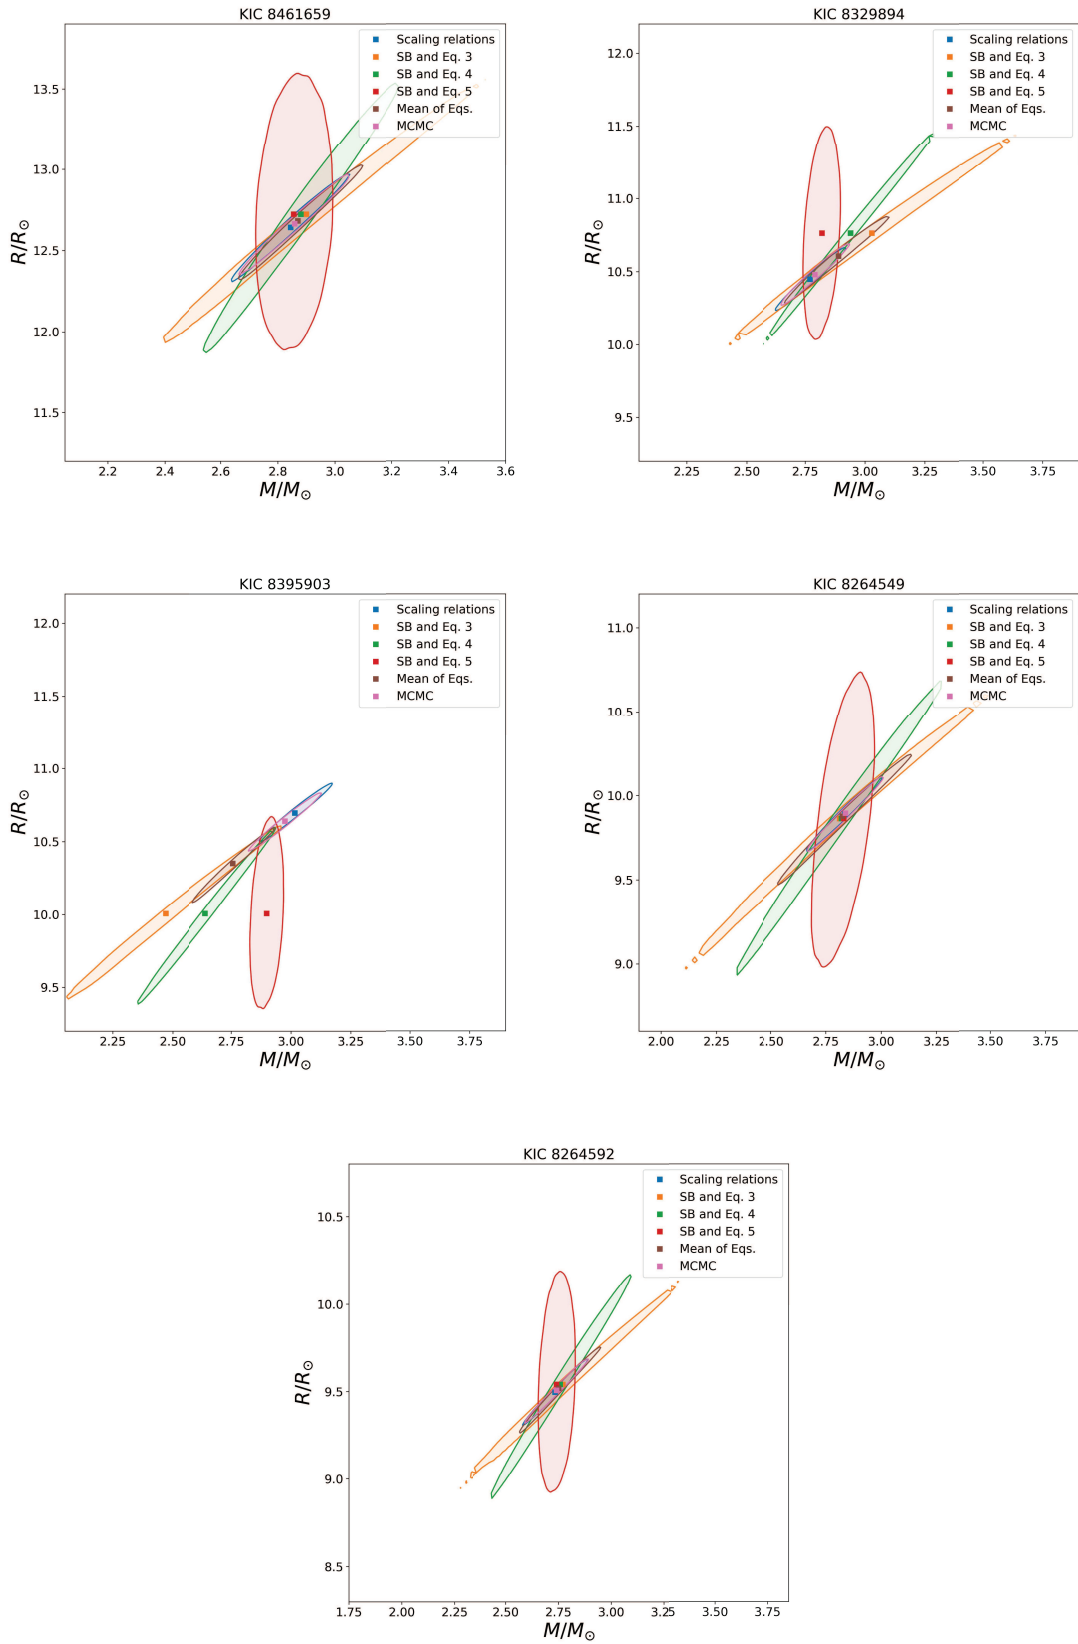 KIC 8461659
Scaling relations
SB and Eq. 3
SB and Eq. 4
SB and Eq. 5
Mean of Eqs.
MCMC
13.5
13.0
12.5
12.0
11.5
R/R⊙
2.2 2.4 2.6 2.8 3.0 3.2 3.4 3.6
M/M⊙
KIC 8329894
Scaling relations
SB and Eq. 3
SB and Eq. 4
SB and Eq. 5
Mean of Eqs.
MCMC
12.0
11.5
11.0
10.5
10.0
9.5
R/R⊙
2.25 2.50 2.75 3.00 3.25 3.50 3.75
M/M⊙
KIC 8395903
Scaling relations
SB and Eq. 3
SB and Eq. 4
SB and Eq. 5
Mean of Eqs.
MCMC
12.0
11.5
11.0
10.5
10.0
9.5
R/R⊙
2.25 2.50 2.75 3.00 3.25 3.50 3.75
M/M⊙
KIC 8264549
Scaling relations
SB and Eq. 3
SB and Eq. 4
SB and Eq. 5
Mean of Eqs.
MCMC
11.0
10.5
10.0
9.5
9.0
R/R⊙
2.00 2.25 2.50 2.75 3.00 3.25 3.50 3.75
M/M⊙
KIC 8264592
Scaling relations
SB and Eq. 3
SB and Eq. 4
SB and Eq. 5
Mean of Eqs.
MCMC
10.5
10.0
9.5
9.0
8.5
R/R⊙
1.75 2.00 2.25 2.50 2.75 3.00 3.25 3.50 3.75
M/M⊙